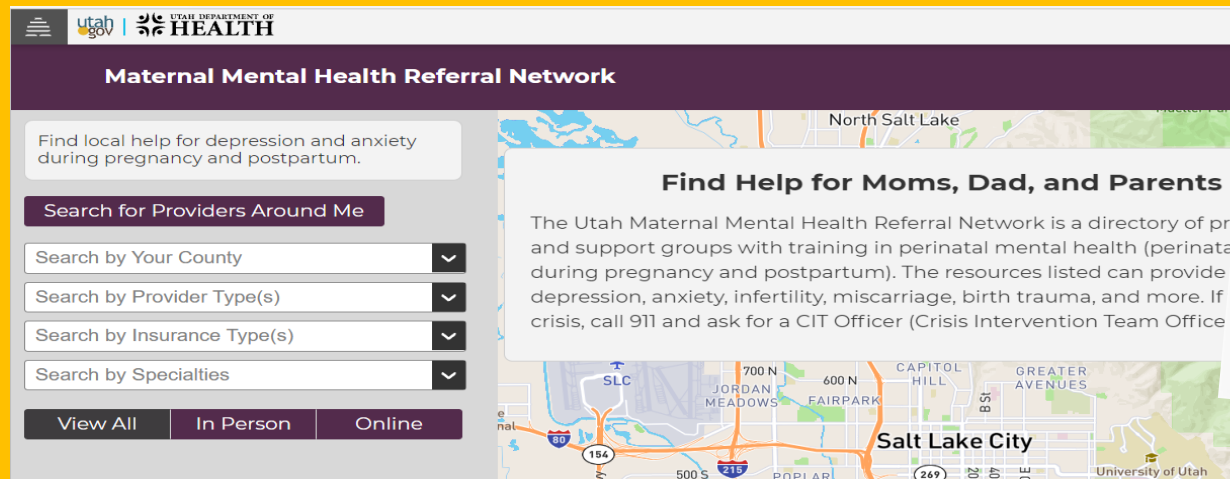 utah gov
UTAH DEPARTMENT OF
HEALTH
Maternal Mental Health Referral Network
Find local help for depression and anxiety
during pregnancy and postpartum.
Search for Providers Around Me
Search by Your County
Search by Provider Type(s)
Search by Insurance Type(s)
Search by Specialties
View All In Person Online
North Salt Lake
Find Help for Moms, Dad, and Parents
The Utah Maternal Mental Health Referral Network is a directory of pr
and support groups with training in perinatal mental health (perinata
during pregnancy and postpartum). The resources listed can provide
depression, anxiety, infertility, miscarriage, birth trauma, and more. If
crisis, call 911 and ask for a CIT Officer (Crisis Intervention Team Office
SLC
700 N
JORDAN
MEADOWS
600 N
FAIRPARK
CAPITOL
HILL
GREATER
AVENUES
B St
80
154
Salt Lake City
500 S
215
POPLAR
269
University of Utah